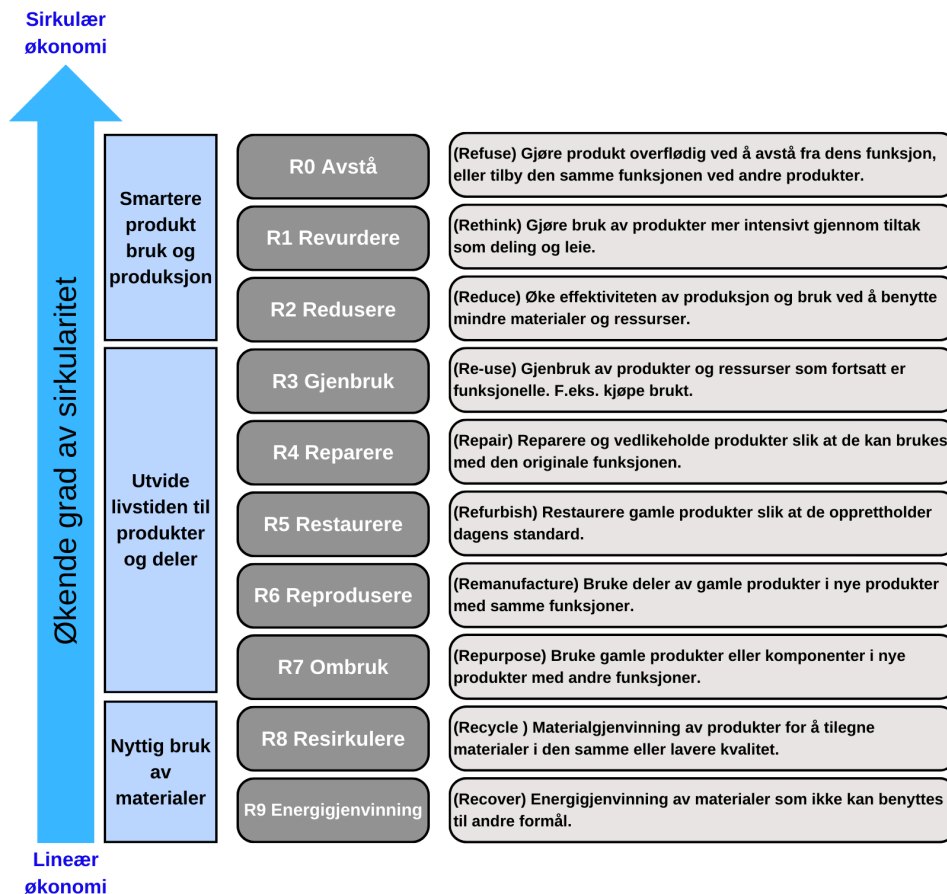 Sirkulær
økonomi
Økende grad av sirkularitet
Smartere
produkt
bruk og
produksjon
R0 Avstå
(Refuse) Gjøre produkt overflødig ved å avstå fra dens funksjon,
eller tilby den samme funksjonen ved andre produkter.
R1 Revurdere
(Rethink) Gjøre bruk av produkter mer intensivt gjennom tiltak
som deling og leie.
R2 Redusere
(Reduce) Øke effektiviteten av produksjon og bruk ved å benytte
mindre materialer og ressurser.
Utvide
livstiden til
produkter
og deler
R3 Gjenbruk
(Re-use) Gjenbruk av produkter og ressurser som fortsatt er
funksjonelle. F.eks. kjøpe brukt.
R4 Reparere
(Repair) Reparere og vedlikeholde produkter slik at de kan brukes
med den originale funksjonen.
R5 Restaurere
(Refurbish) Restaurere gamle produkter slik at de opprettholder
dagens standard.
R6 Reprodusere
(Remanufacture) Bruke deler av gamle produkter i nye produkter
med samme funksjoner.
R7 Ombruk
(Repurpose) Bruke gamle produkter eller komponenter i nye
produkter med andre funksjoner.
Nyttig bruk
av
materialer
R8 Resirkulere
(Recycle ) Materialgjenvinning av produkter for å tilegne
materialer i den samme eller lavere kvalitet.
R9 Energigjenvinning
(Recover) Energigjenvinning av materialer som ikke kan benyttes
til andre formål.
Lineær
økonomi